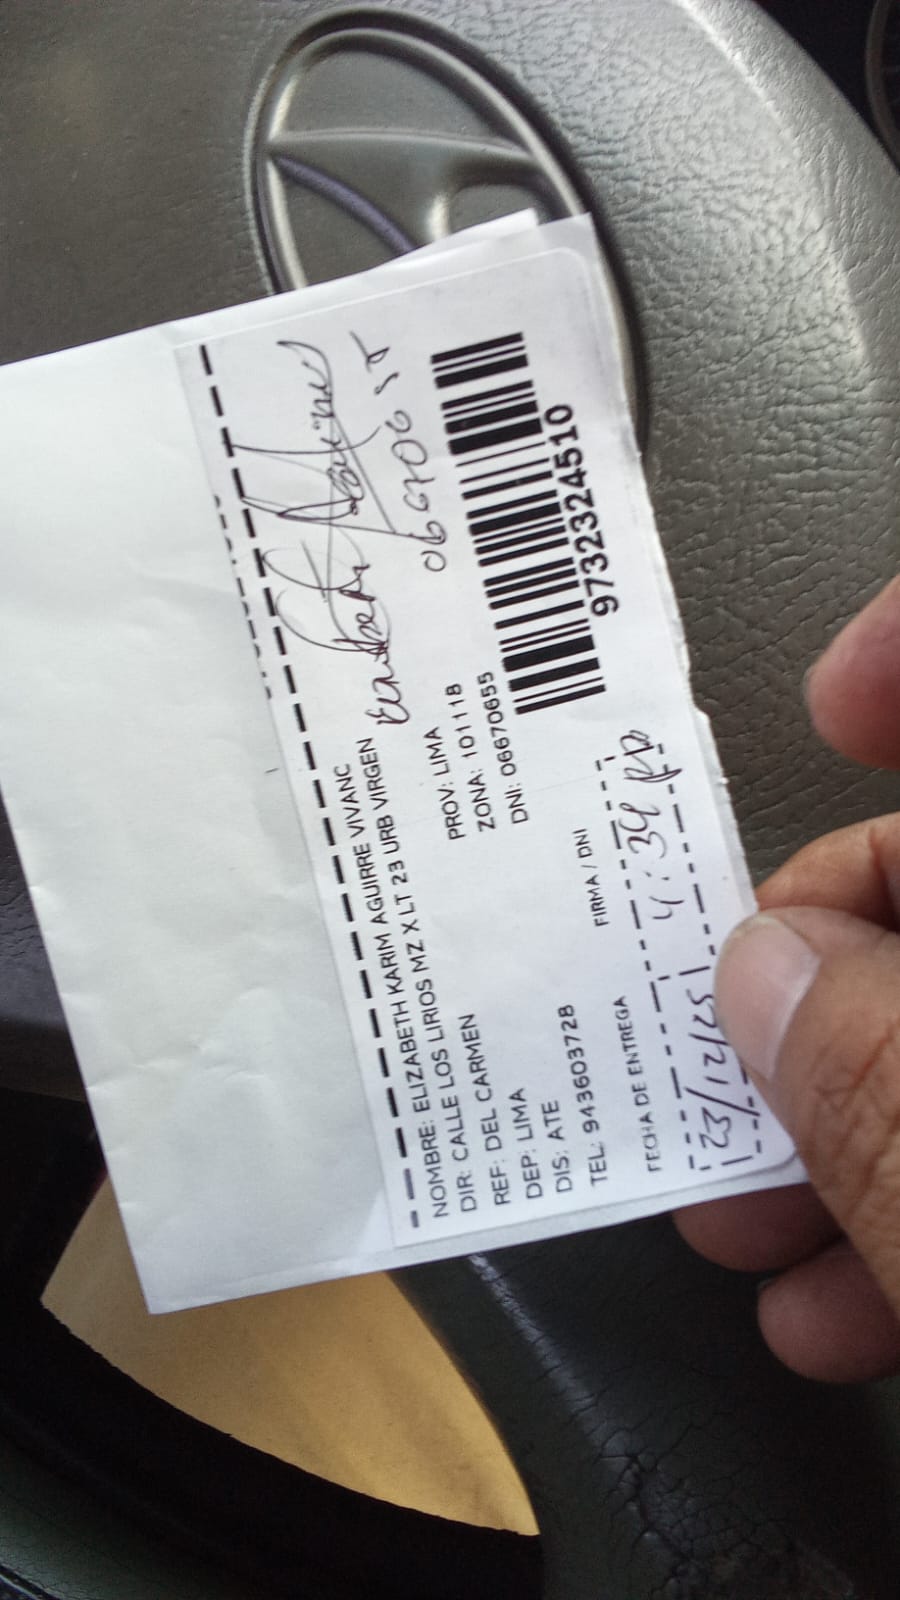 NOMBRE: ELIZABETH KARIM AGUIRRE VIVANC
DIR: CALLE LOS LIRIOS MZ X LT 23 URB VIRGEN
REF: DEL CARMEN
DEP: LIMA PROV: LIMA
DIS: ATE ZONA: 101118
TEL: 943603728 DNI: 06670655
06670655
9732324510
FECHA DE ENTREGA FIRMA / DNI
23/12/25 4:34